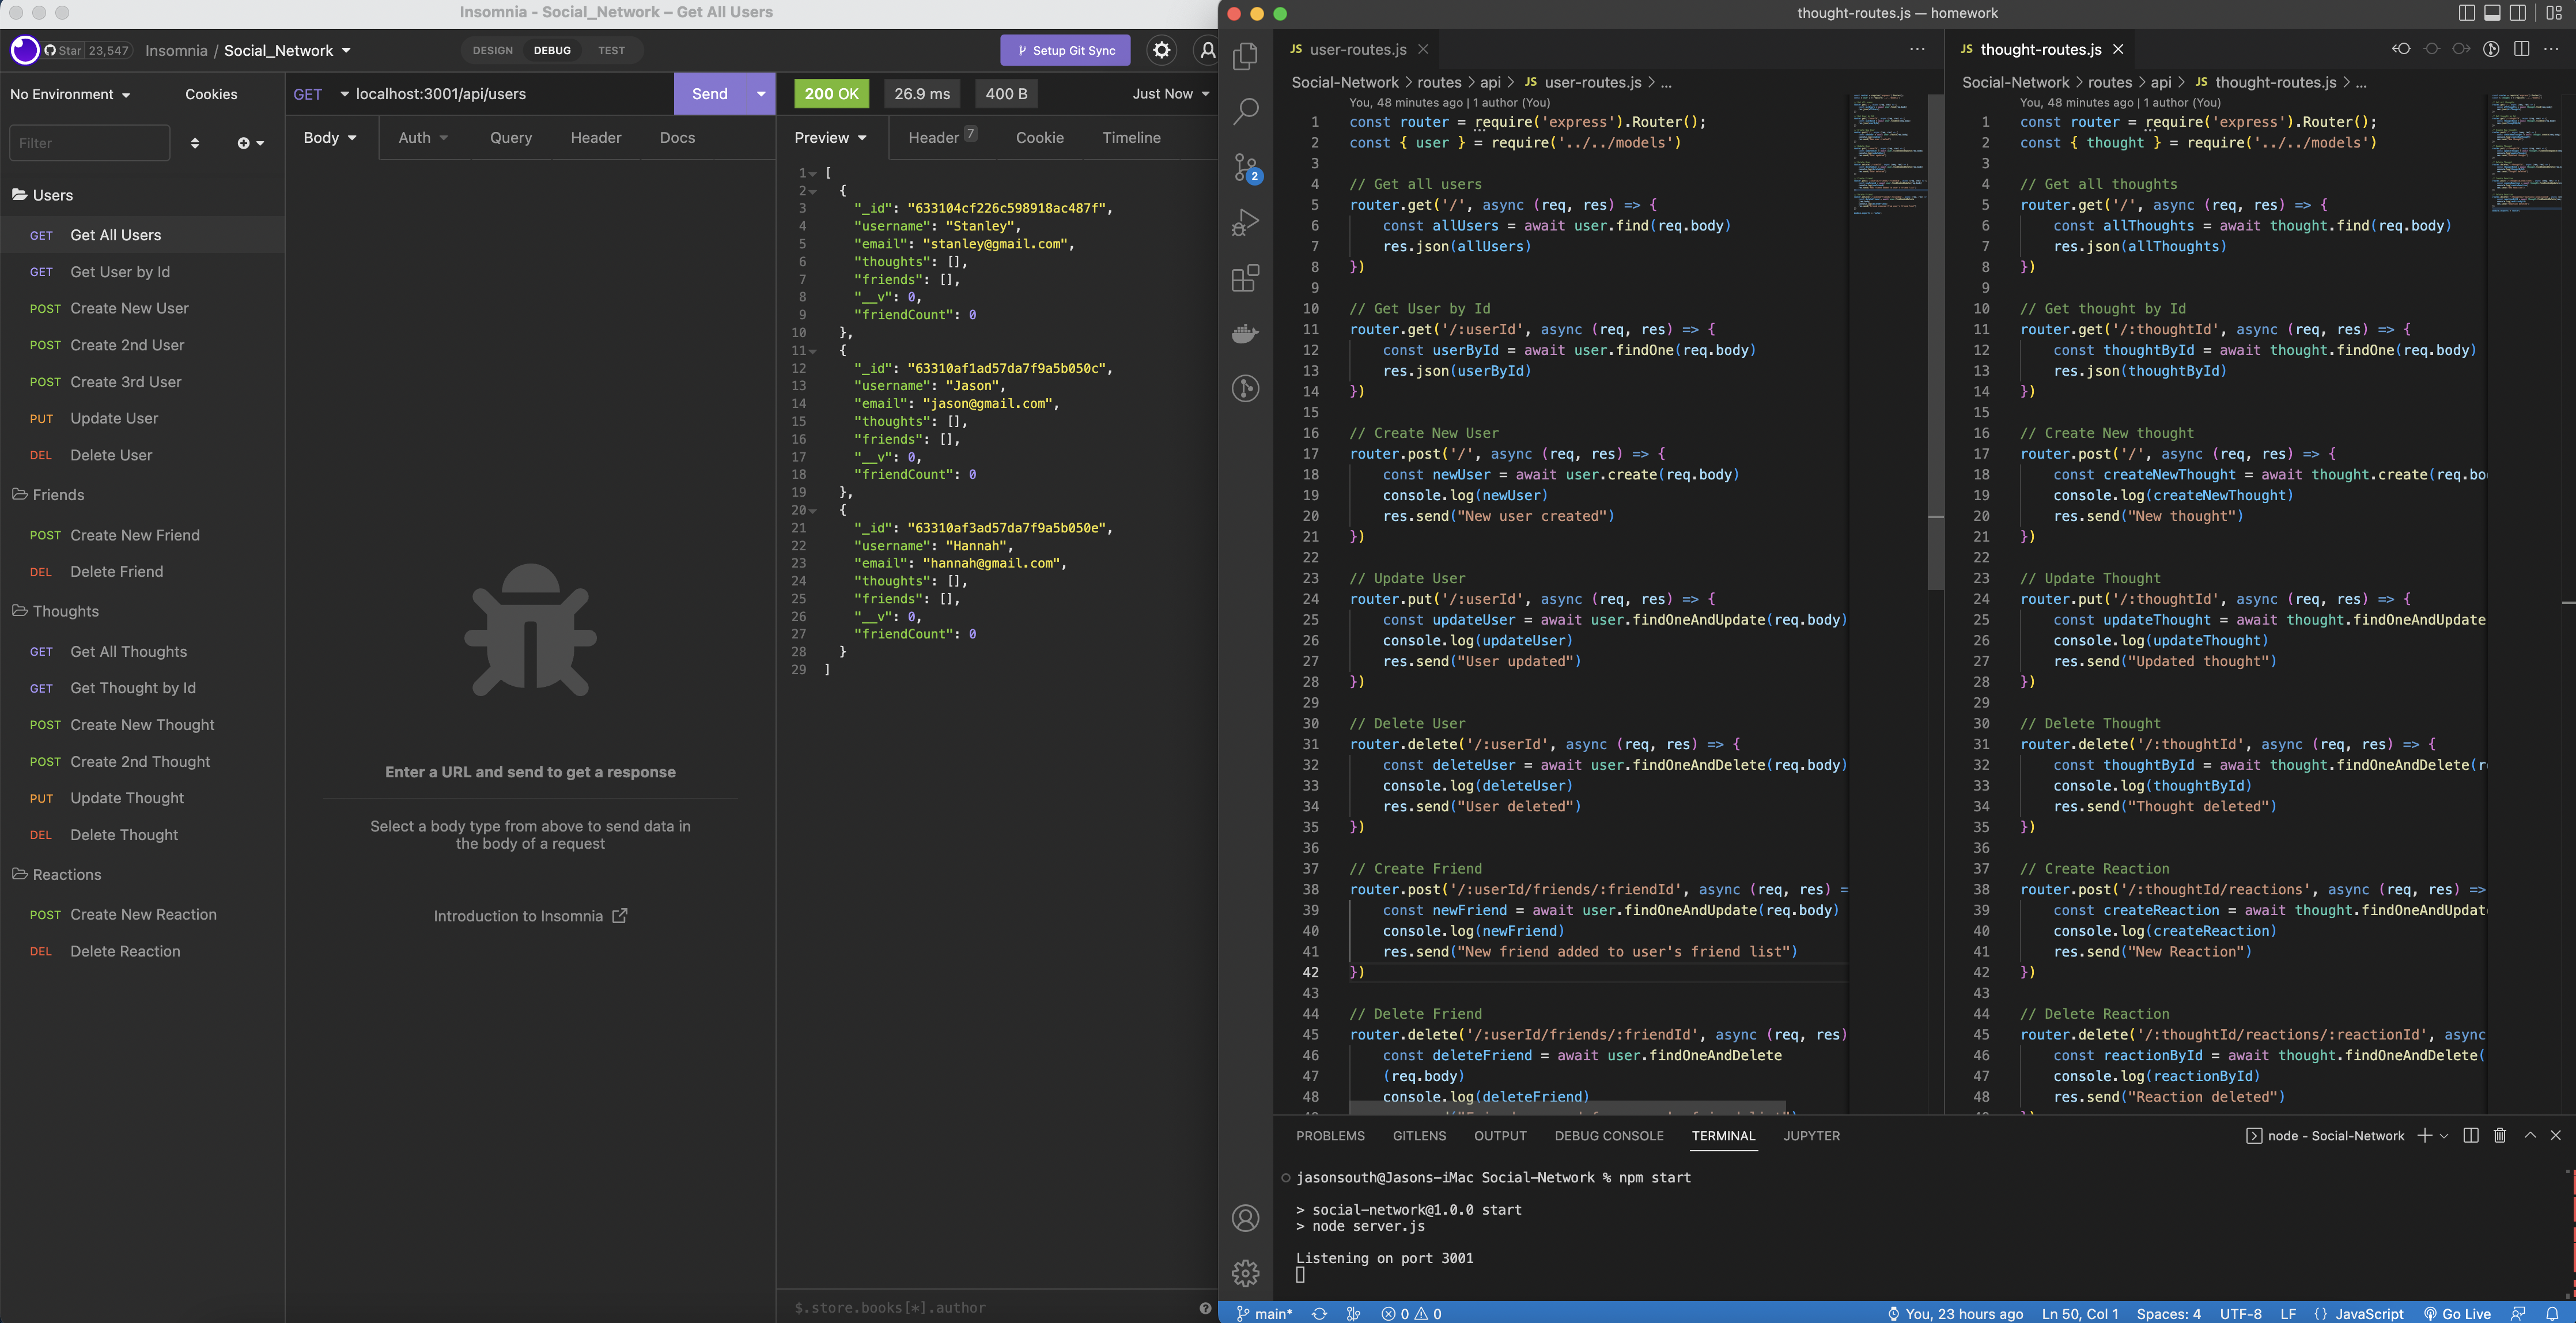 Insomnia - Social_Network – Get All Users
Star 23,547
Insomnia / Social_Network
DESIGN DEBUG TEST
Setup Git Sync
No Environment
Cookies
GET localhost:3001/api/users
Send
200 OK 26.9 ms 400 B
Just Now
Filter
Body Auth Query Header Docs
Preview Header 7 Cookie Timeline
Users
GET Get All Users
GET Get User by Id
POST Create New User
POST Create 2nd User
POST Create 3rd User
PUT Update User
DEL Delete User
Friends
POST Create New Friend
DEL Delete Friend
Thoughts
GET Get All Thoughts
GET Get Thought by Id
POST Create New Thought
POST Create 2nd Thought
PUT Update Thought
DEL Delete Thought
Reactions
POST Create New Reaction
DEL Delete Reaction
Enter a URL and send to get a response
Select a body type from above to send data in
the body of a request
Introduction to Insomnia
1 [
2 {
3 "_id": "633104cf226c598918ac487f",
4 "username": "Stanley",
5 "email": "stanley@gmail.com",
6 "thoughts": [],
7 "friends": [],
8 "__v": 0,
9 "friendCount": 0
10 },
11 {
12 "_id": "63310af1ad57da7f9a5b050c",
13 "username": "Jason",
14 "email": "jason@gmail.com",
15 "thoughts": [],
16 "friends": [],
17 "__v": 0,
18 "friendCount": 0
19 },
20 {
21 "_id": "63310af3ad57da7f9a5b050e",
22 "username": "Hannah",
23 "email": "hannah@gmail.com",
24 "thoughts": [],
25 "friends": [],
26 "__v": 0,
27 "friendCount": 0
28 }
29 ]
$.store.books[*].author
thought-routes.js — homework
2
JS user-routes.js
Social-Network > routes > api > JS user-routes.js > ...
You, 48 minutes ago | 1 author (You)
1 const router = require('express').Router();
2 const { user } = require('../../models')
3
4 // Get all users
5 router.get('/', async (req, res) => {
6 const allUsers = await user.find(req.body)
7 res.json(allUsers)
8 })
9
10 // Get User by Id
11 router.get('/:userId', async (req, res) => {
12 const userById = await user.findOne(req.body)
13 res.json(userById)
14 })
15
16 // Create New User
17 router.post('/', async (req, res) => {
18 const newUser = await user.create(req.body)
19 console.log(newUser)
20 res.send("New user created")
21 })
22
23 // Update User
24 router.put('/:userId', async (req, res) => {
25 const updateUser = await user.findOneAndUpdate(req.body)
26 console.log(updateUser)
27 res.send("User updated")
28 })
29
30 // Delete User
31 router.delete('/:userId', async (req, res) => {
32 const deleteUser = await user.findOneAndDelete(req.body)
33 console.log(deleteUser)
34 res.send("User deleted")
35 })
36
37 // Create Friend
38 router.post('/:userId/friends/:friendId', async (req, res) =
39 const newFriend = await user.findOneAndUpdate(req.body)
40 console.log(newFriend)
41 res.send("New friend added to user's friend list")
42 })
43
44 // Delete Friend
45 router.delete('/:userId/friends/:friendId', async (req, res)
46 const deleteFriend = await user.findOneAndDelete
47 (req.body)
48 console.log(deleteFriend)
JS thought-routes.js
Social-Network > routes > api > JS thought-routes.js > ...
You, 48 minutes ago | 1 author (You)
1 const router = require('express').Router();
2 const { thought } = require('../../models')
3
4 // Get all thoughts
5 router.get('/', async (req, res) => {
6 const allThoughts = await thought.find(req.body)
7 res.json(allThoughts)
8 })
9
10 // Get thought by Id
11 router.get('/:thoughtId', async (req, res) => {
12 const thoughtById = await thought.findOne(req.body)
13 res.json(thoughtById)
14 })
15
16 // Create New thought
17 router.post('/', async (req, res) => {
18 const createNewThought = await thought.create(req.bo
19 console.log(createNewThought)
20 res.send("New thought")
21 })
22
23 // Update Thought
24 router.put('/:thoughtId', async (req, res) => {
25 const updateThought = await thought.findOneAndUpdate
26 console.log(updateThought)
27 res.send("Updated thought")
28 })
29
30 // Delete Thought
31 router.delete('/:thoughtId', async (req, res) => {
32 const thoughtById = await thought.findOneAndDelete(r
33 console.log(thoughtById)
34 res.send("Thought deleted")
35 })
36
37 // Create Reaction
38 router.post('/:thoughtId/reactions', async (req, res) =>
39 const createReaction = await thought.findOneAndUpdat
40 console.log(createReaction)
41 res.send("New Reaction")
42 })
43
44 // Delete Reaction
45 router.delete('/:thoughtId/reactions/:reactionId', async
46 const reactionById = await thought.findOneAndDelete(
47 console.log(reactionById)
48 res.send("Reaction deleted")
PROBLEMS GITLENS OUTPUT DEBUG CONSOLE TERMINAL JUPYTER
node - Social-Network
jasonsouth@Jasons-iMac Social-Network % npm start
> social-network@1.0.0 start
> node server.js
Listening on port 3001
main* 0 0
You, 23 hours ago Ln 50, Col 1 Spaces: 4 UTF-8 LF {} JavaScript Go Live